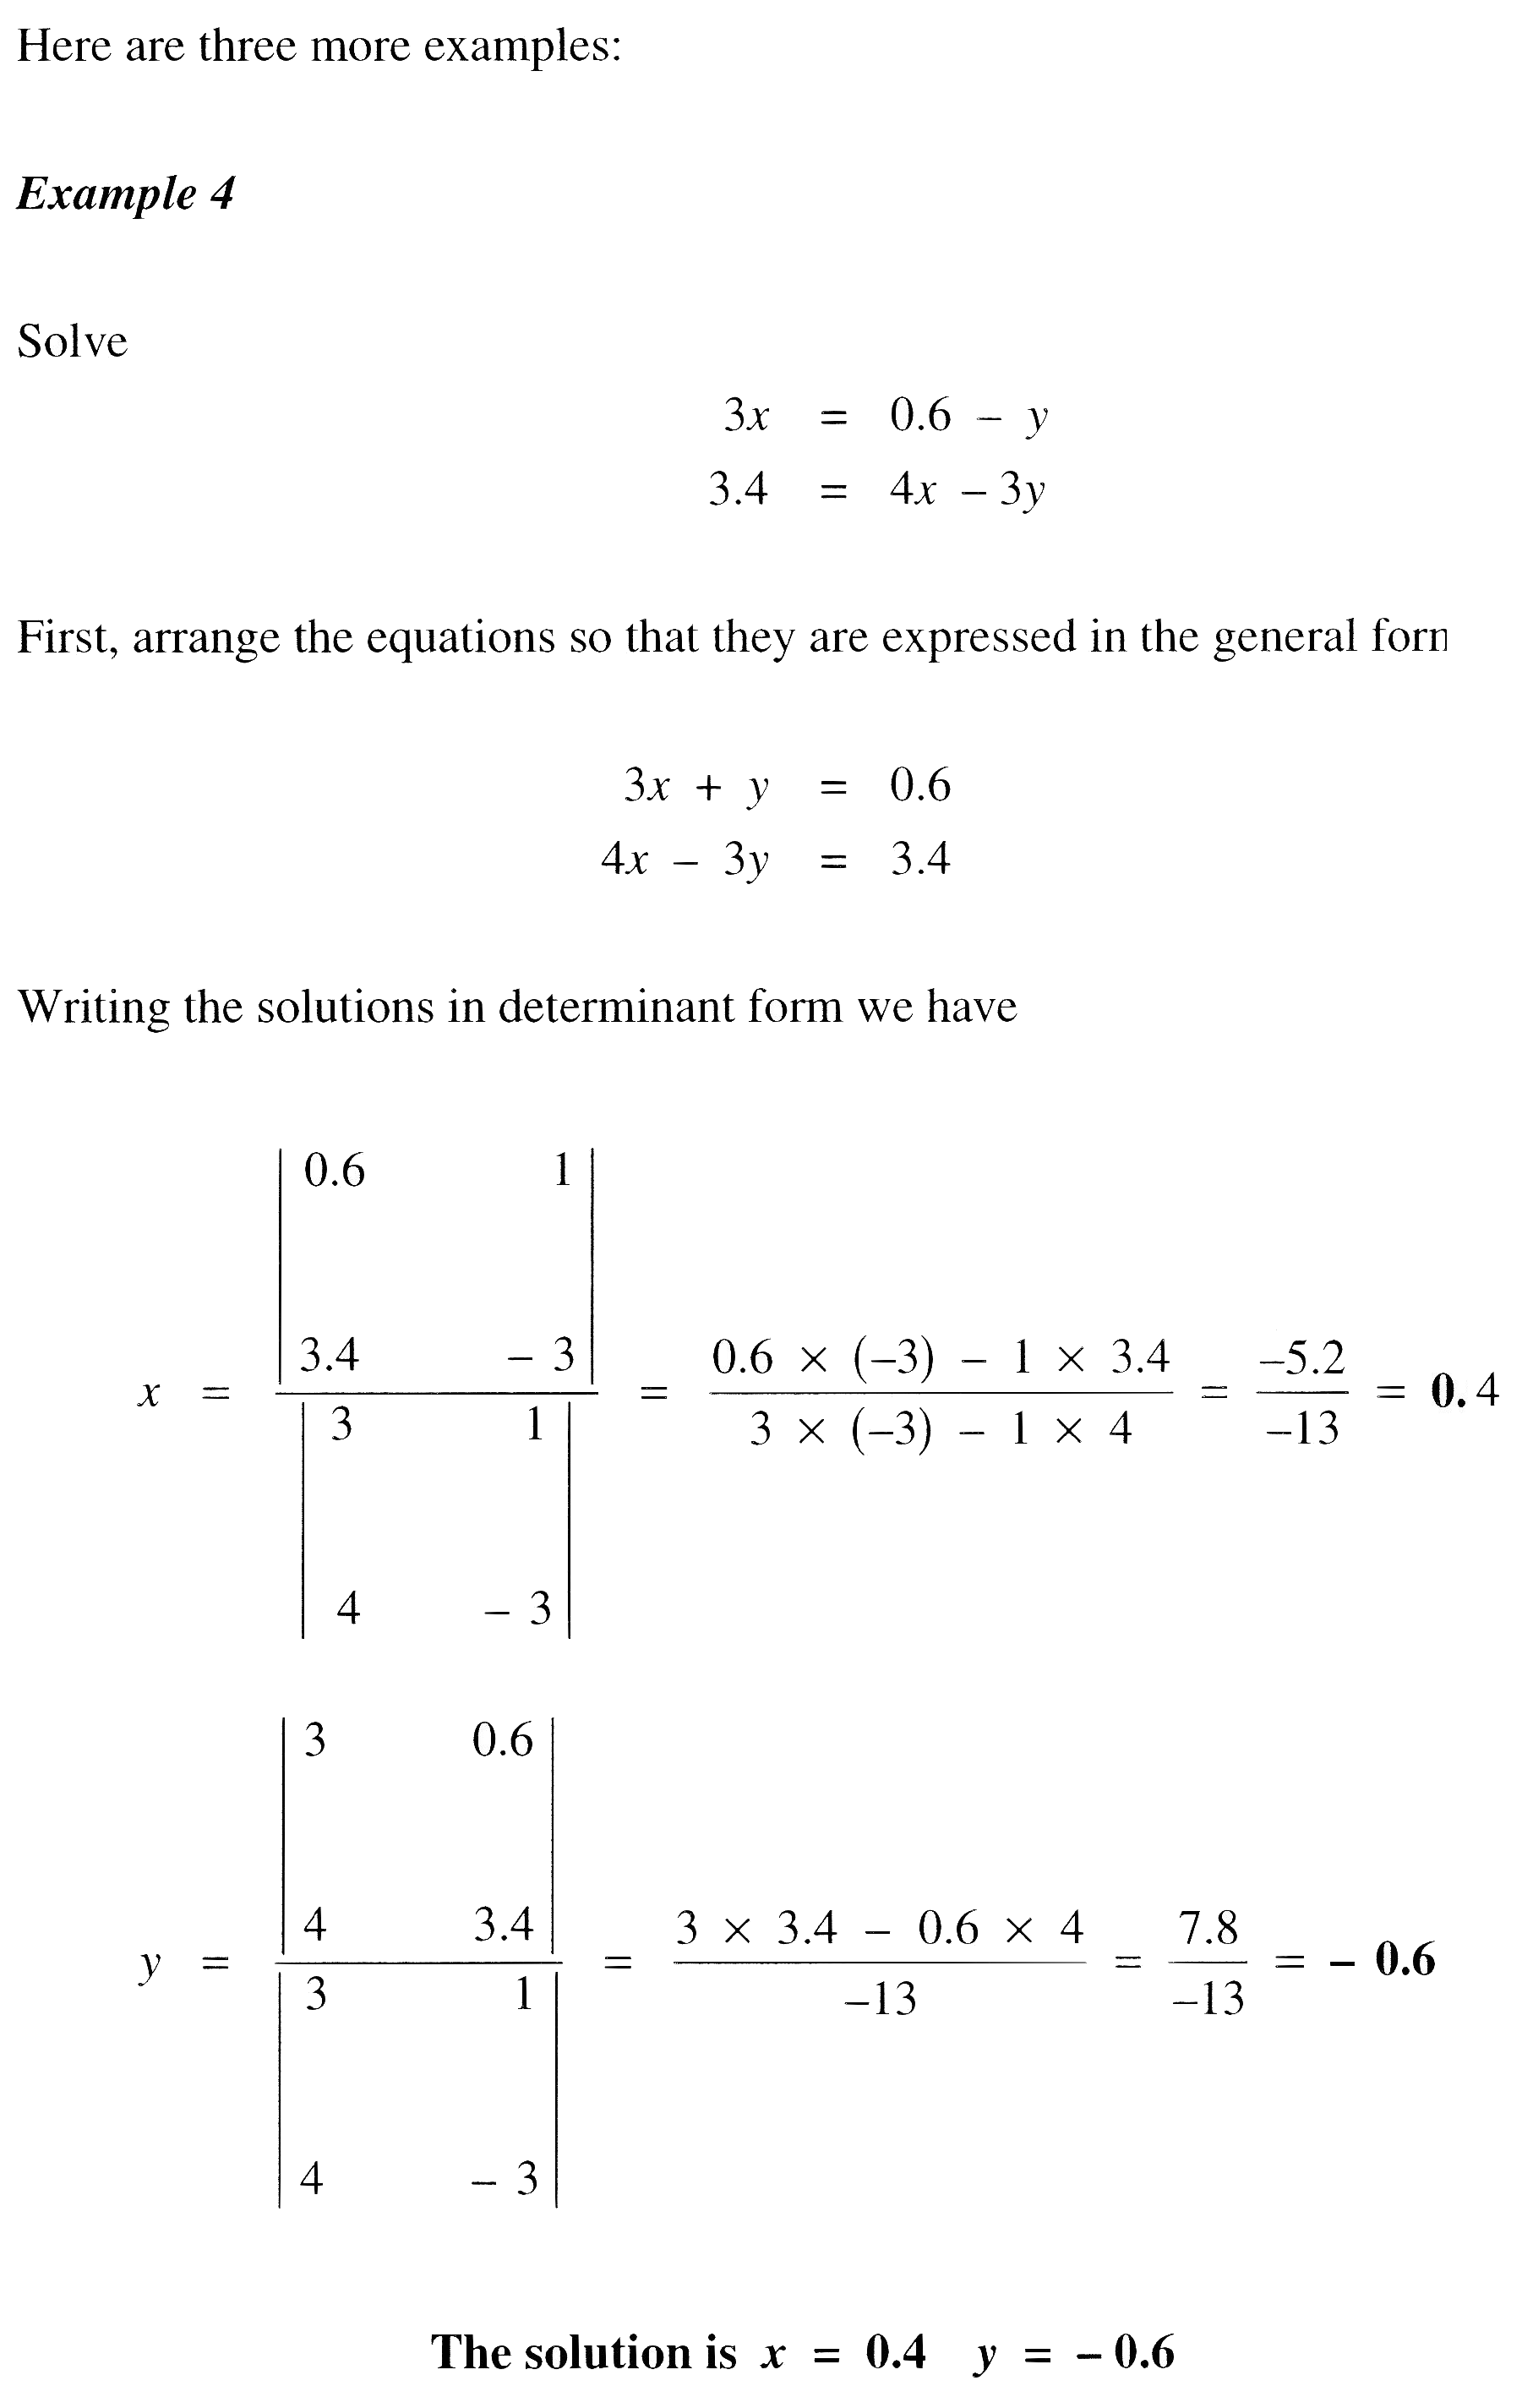 Here are three more examples:
Example 4
Solve
3x = 0.6 – y
3.4 = 4x – 3y
First, arrange the equations so that they are expressed in the general form
3x + y = 0.6
4x – 3y = 3.4
Writing the solutions in determinant form we have
0.6 1
3.4 – 3
x = = 0.6 × (–3) – 1 × 3.4 / 3 × (–3) – 1 × 4 = –5.2 / –13 = 0.4
3 1
4 – 3
3 0.6
4 3.4
y = = 3 × 3.4 – 0.6 × 4 / –13 = 7.8 / –13 = – 0.6
3 1
4 – 3
The solution is x = 0.4 y = – 0.6